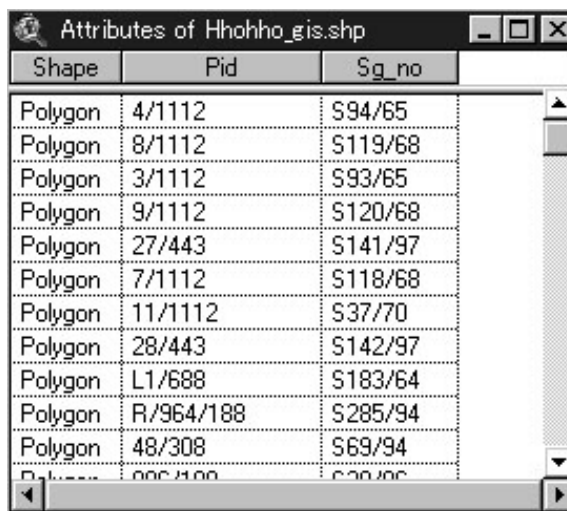 Attributes of Hhohho_gis.shp
Shape Pid Sg_no
Polygon 4/1112 S94/65
Polygon 8/1112 S119/68
Polygon 3/1112 S93/65
Polygon 9/1112 S120/68
Polygon 27/443 S141/97
Polygon 7/1112 S118/68
Polygon 11/1112 S37/70
Polygon 28/443 S142/97
Polygon L1/688 S183/64
Polygon R/964/188 S285/94
Polygon 48/308 S69/94
Polygon